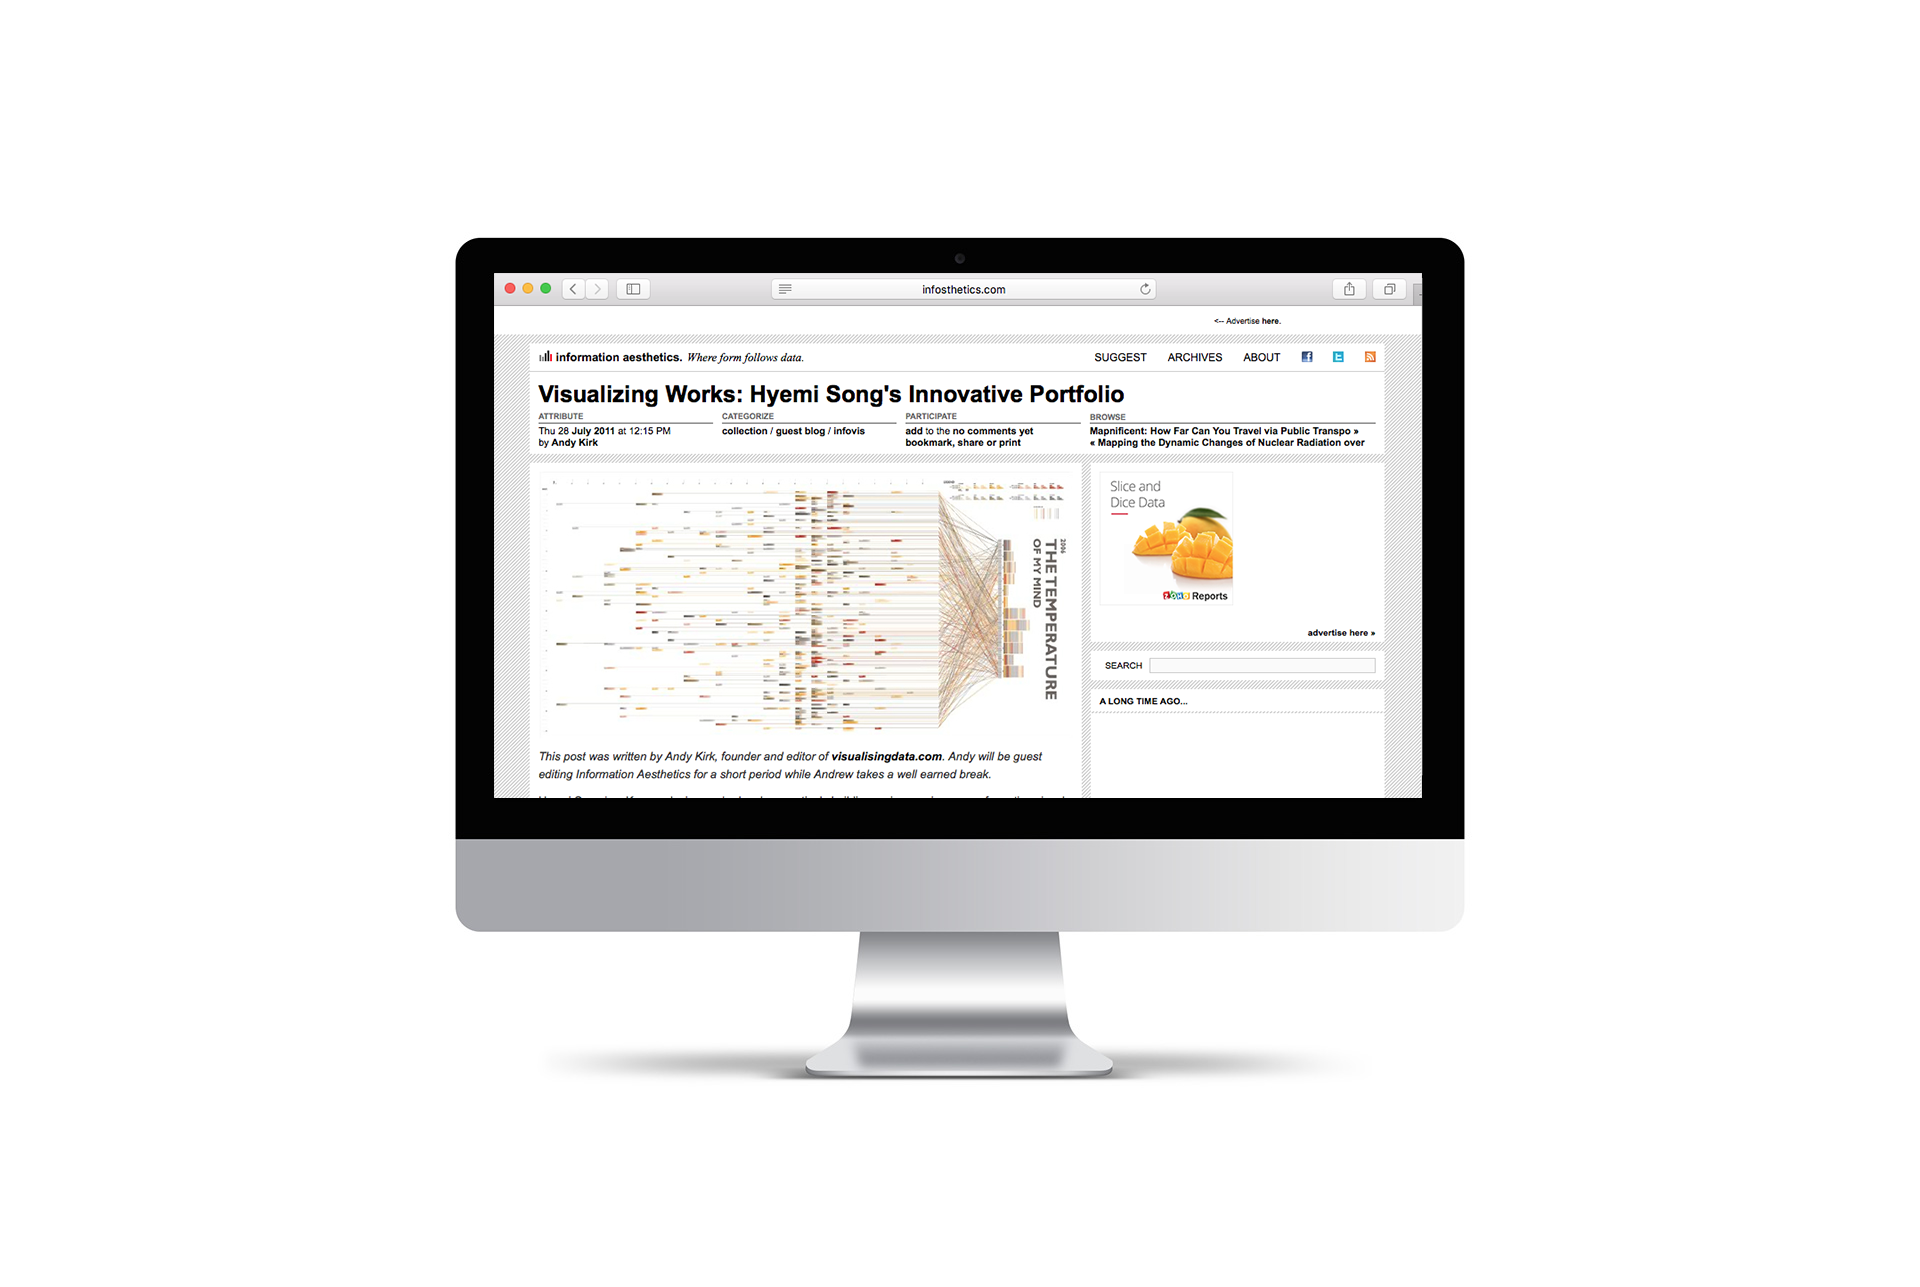 infosthetics.com
<-- Advertise here.
information aesthetics. Where form follows data.
SUGGEST ARCHIVES ABOUT
Visualizing Works: Hyemi Song's Innovative Portfolio
ATTRIBUTE
Thu 28 July 2011 at 12:15 PM
by Andy Kirk
CATEGORIZE
collection / guest blog / infovis
PARTICIPATE
add to the no comments yet
bookmark, share or print
BROWSE
Mapnificent: How Far Can You Travel via Public Transpo »
« Mapping the Dynamic Changes of Nuclear Radiation over
2006
THE TEMPERATURE
OF MY MIND
This post was written by Andy Kirk, founder and editor of visualisingdata.com. Andy will be guest
editing Information Aesthetics for a short period while Andrew takes a well earned break.
Slice and
Dice Data
ZOHO Reports
advertise here »
SEARCH
A LONG TIME AGO...